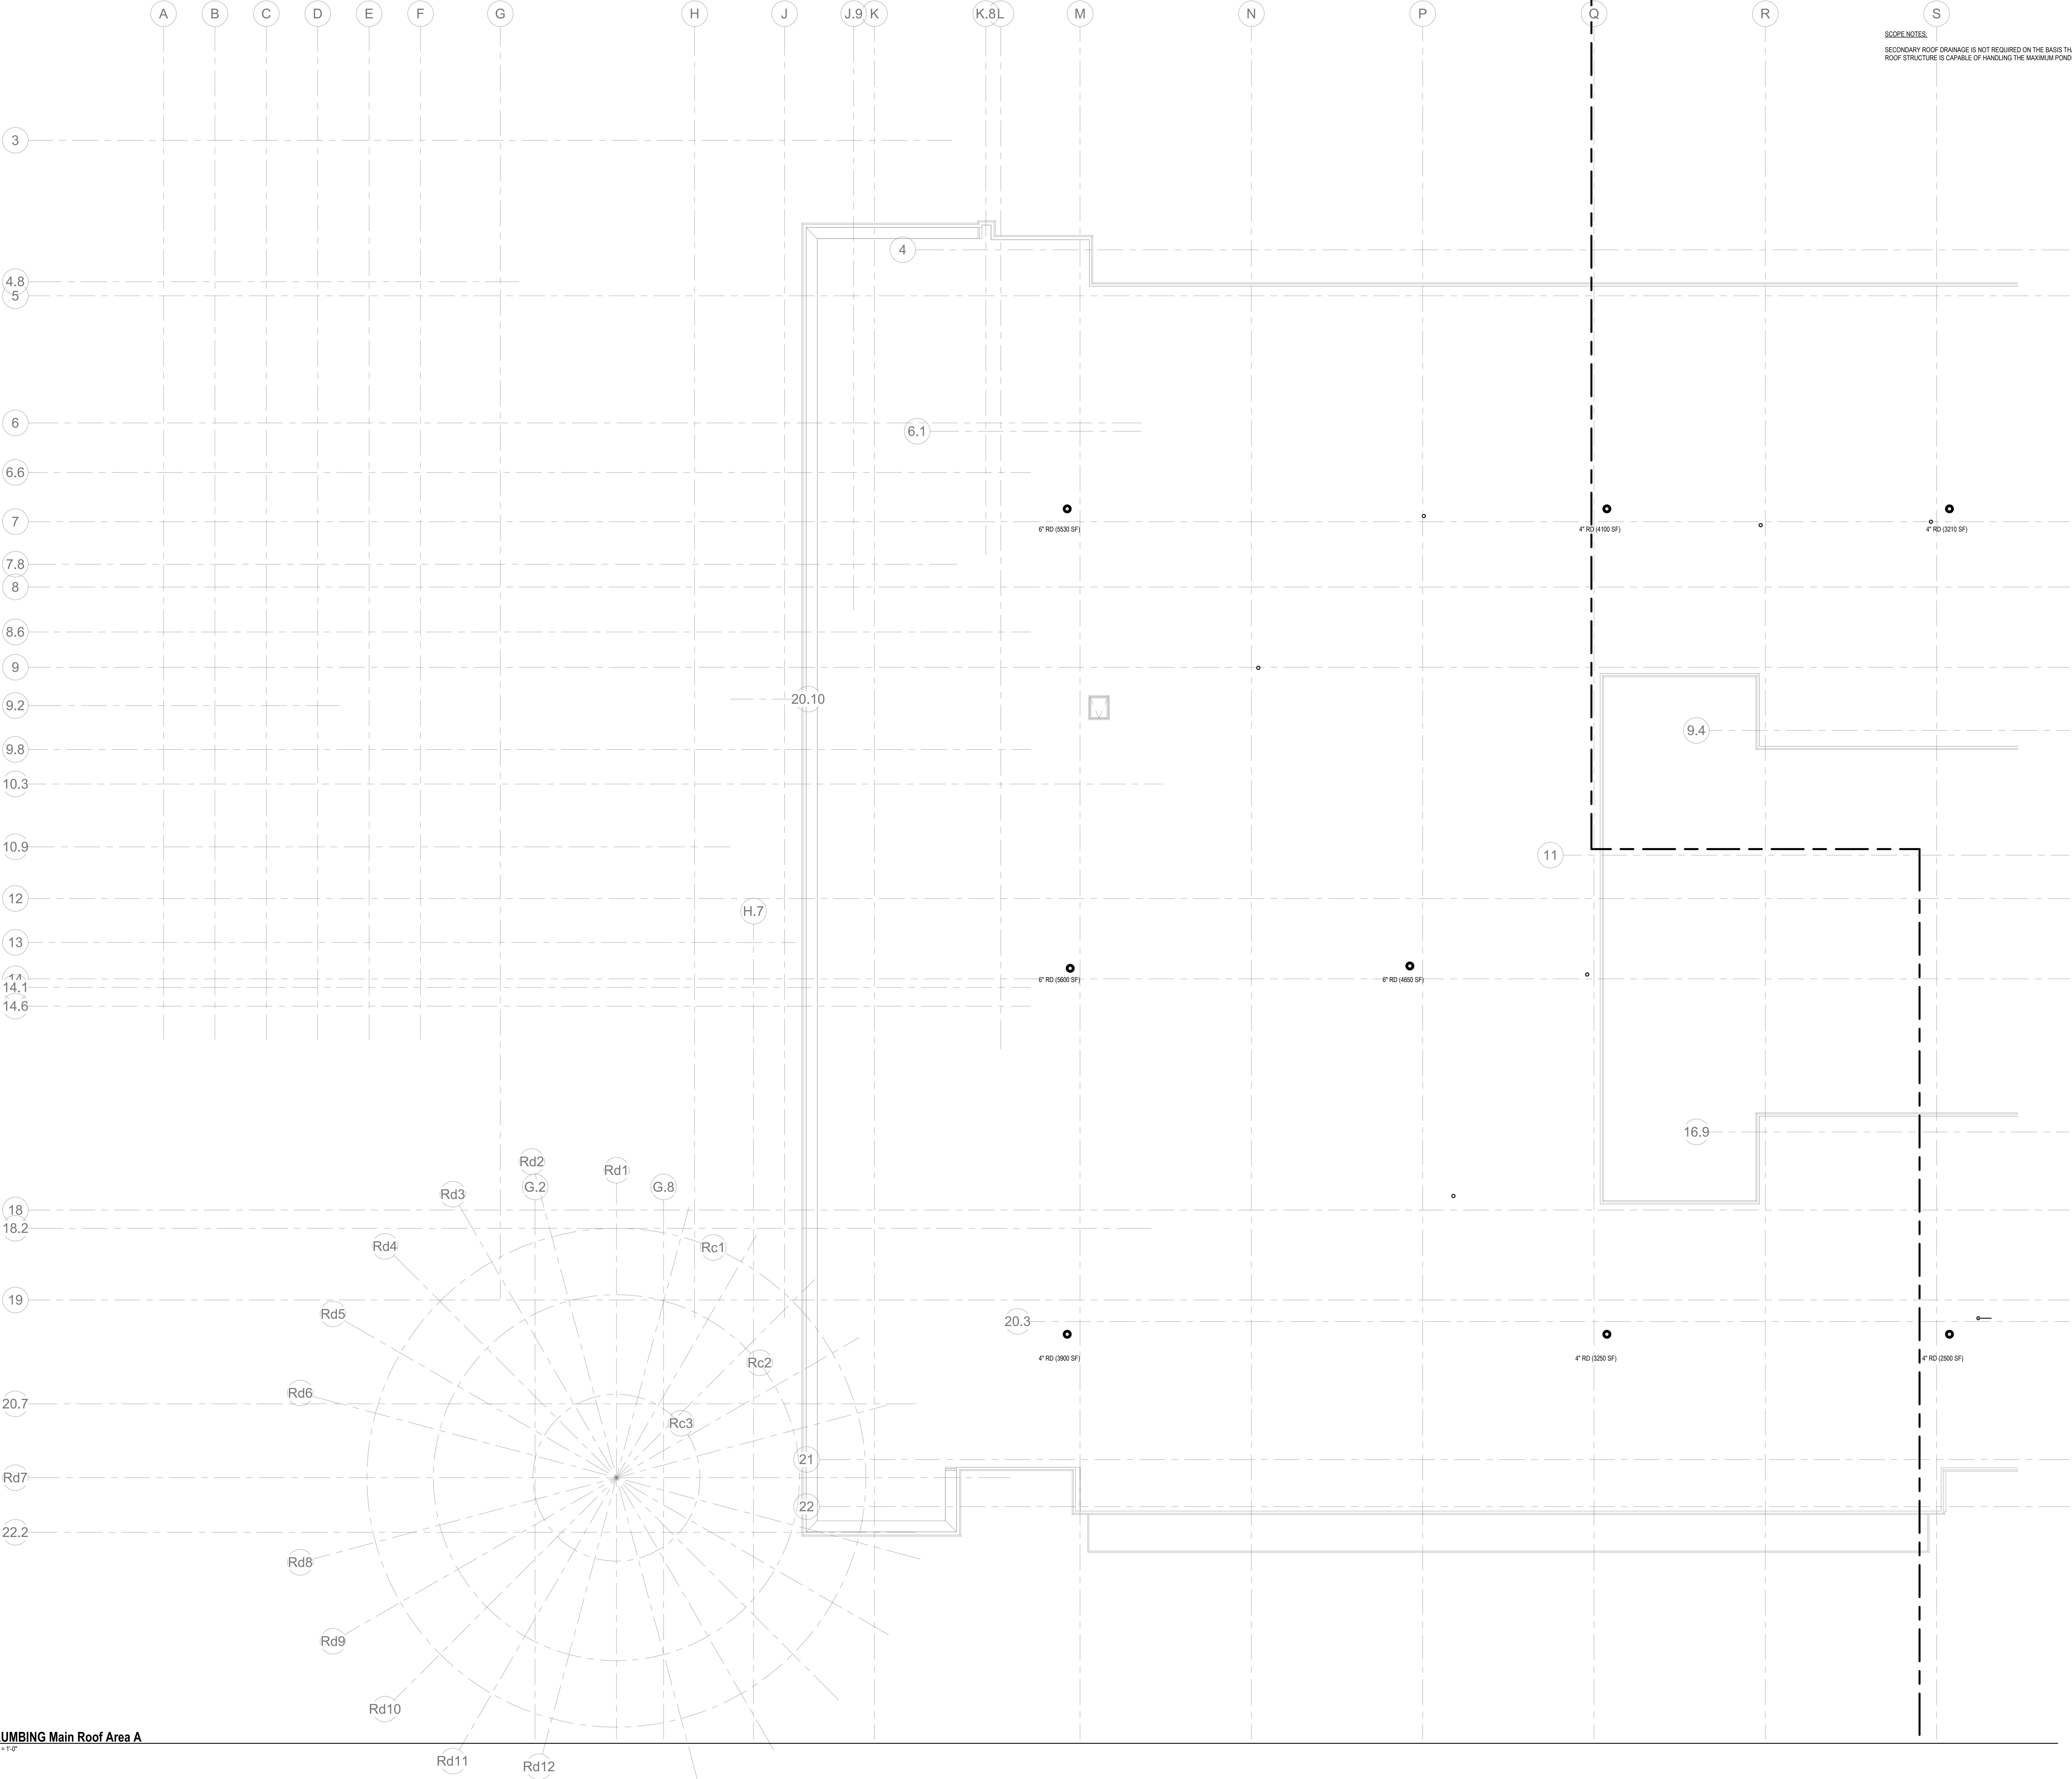 A B C D E F G H J J.9 K K.8 L M N P Q R S
SCOPE NOTES:
SECONDARY ROOF DRAINAGE IS NOT REQUIRED ON THE BASIS
ROOF STRUCTURE IS CAPABLE OF HANDLING THE MAXIMUM
3
4
4.8
5
6
6.1
6.6
7
6" RD (5530 SF) 4" RD (4100 SF) 4" RD (3210 SF)
7.8
8
8.6
9
20.10
9.2
9.4
9.8
10.3
10.9
11
12
H.7
13
14
6" RD (5600 SF) 6" RD (4650 SF)
14.1
14.6
16.9
Rd2
Rd1
G.2 G.8
Rd3
18
18.2
Rd4
Rc1
19
Rd5
20.3
4" RD (3900 SF) 4" RD (3250 SF) 4" RD (2500 SF)
Rc2
Rd6
20.7
Rc3
21
Rd7
22
22.2
Rd8
Rd9
Rd10
UMBING Main Roof Area A
= 1'-0"
Rd11
Rd12